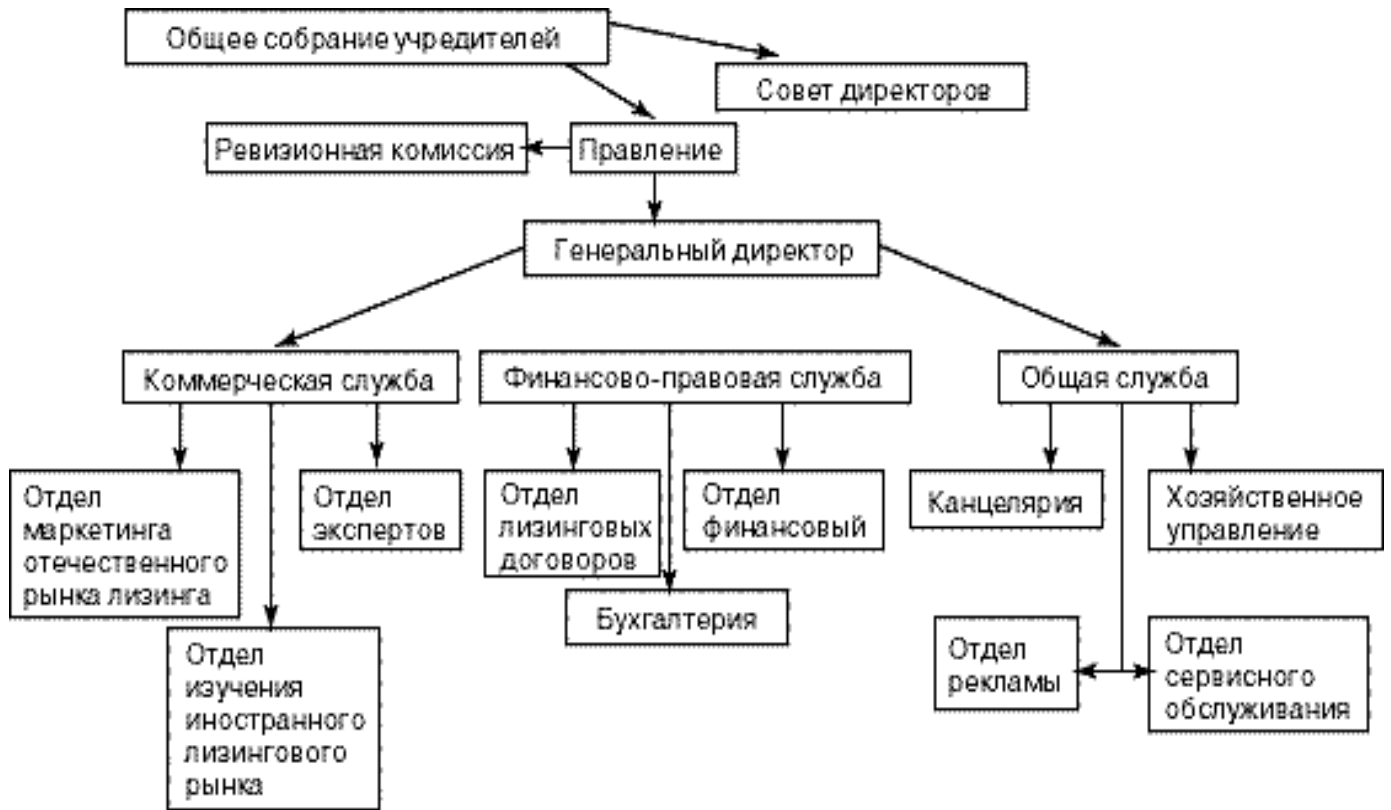 Общее собрание учредителей
Совет директоров
Ревизионная комиссия
Правление
Генеральный директор
Коммерческая служба
Финансово-правовая служба
Общая служба
Отдел
маркетинга
отечественного
рынка лизинга
Отдел
экспертов
Отдел
лизинговых
договоров
Отдел
финансовый
Канцелярия
Хозяйственное
управление
Бухгалтерия
Отдел
изучения
иностранного
лизингового
рынка
Отдел
рекламы
Отдел
сервисного
обслуживания